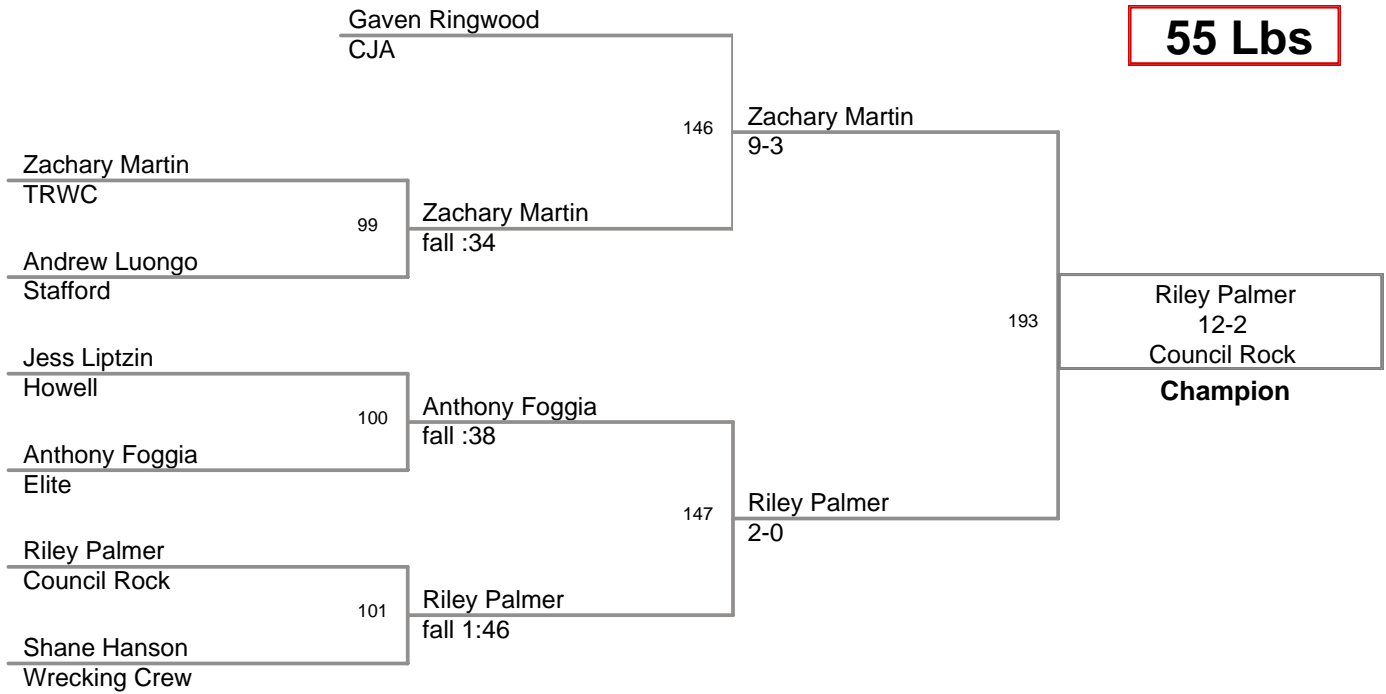 Gaven Ringwood
CJA
55 Lbs
146
Zachary Martin
9-3
Zachary Martin
TRWC
99
Zachary Martin
fall :34
Andrew Luongo
Stafford
193
Riley Palmer
12-2
Council Rock
Champion
Jess Liptzin
Howell
100
Anthony Foggia
fall :38
Anthony Foggia
Elite
147
Riley Palmer
2-0
Riley Palmer
Council Rock
101
Riley Palmer
fall 1:46
Shane Hanson
Wrecking Crew